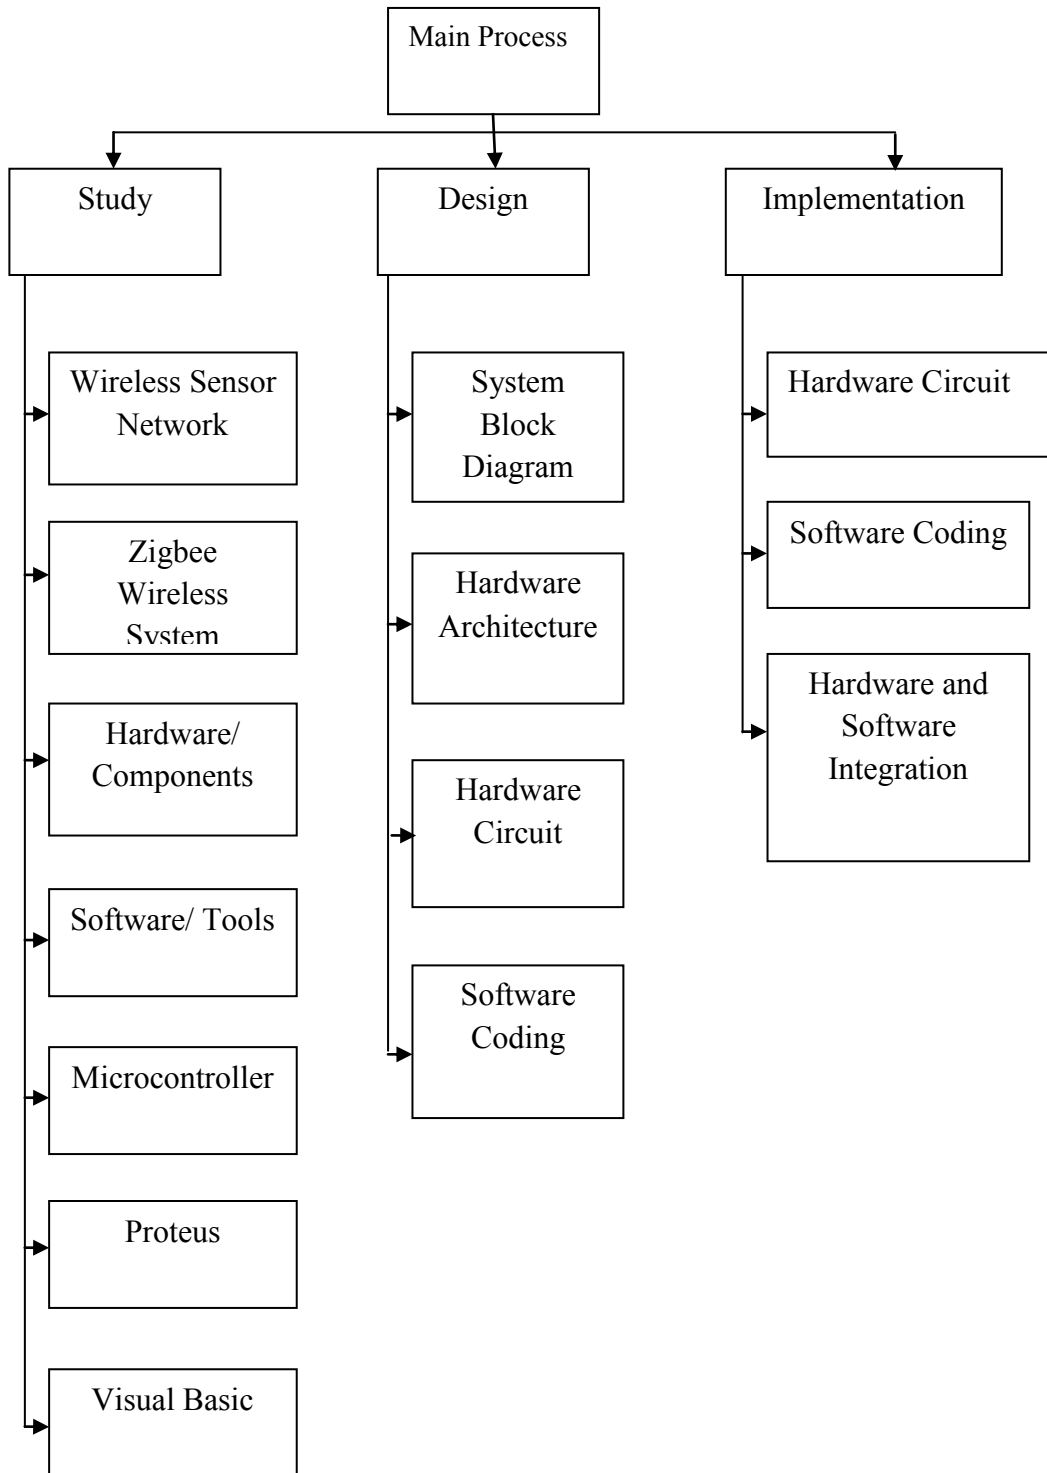 Main Process
Study
Design
Implementation
Wireless Sensor
Network
Zigbee
Wireless
System
Hardware/
Components
Software/ Tools
Microcontroller
Proteus
Visual Basic
System
Block
Diagram
Hardware
Architecture
Hardware
Circuit
Software
Coding
Hardware Circuit
Software Coding
Hardware and
Software
Integration